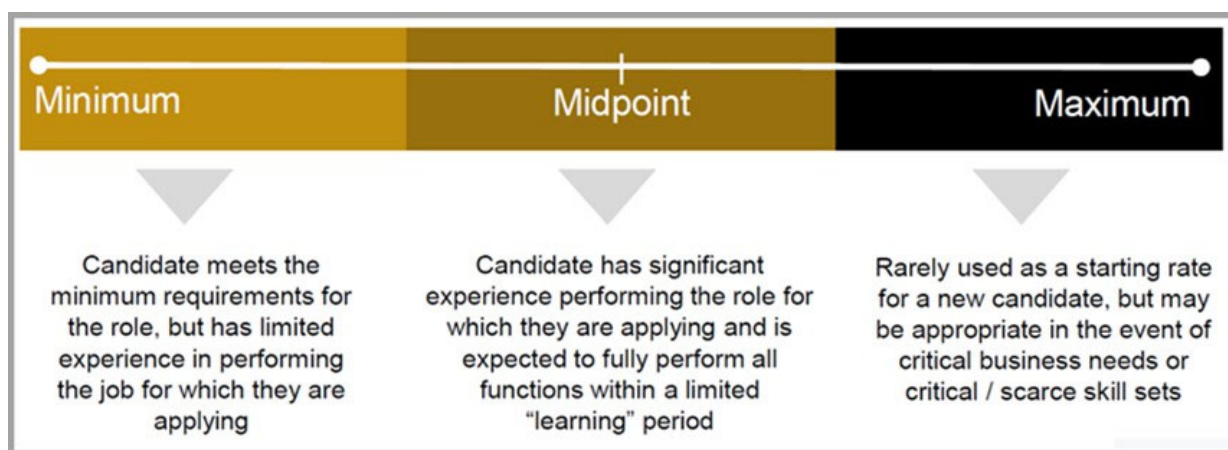 Minimum
Midpoint
Maximum
Candidate meets the
minimum requirements for
the role, but has limited
experience in performing
the job for which they are
applying
Candidate has significant
experience performing the role for
which they are applying and is
expected to fully perform all
functions within a limited
“learning” period
Rarely used as a starting rate
for a new candidate, but may
be appropriate in the event of
critical business needs or
critical / scarce skill sets